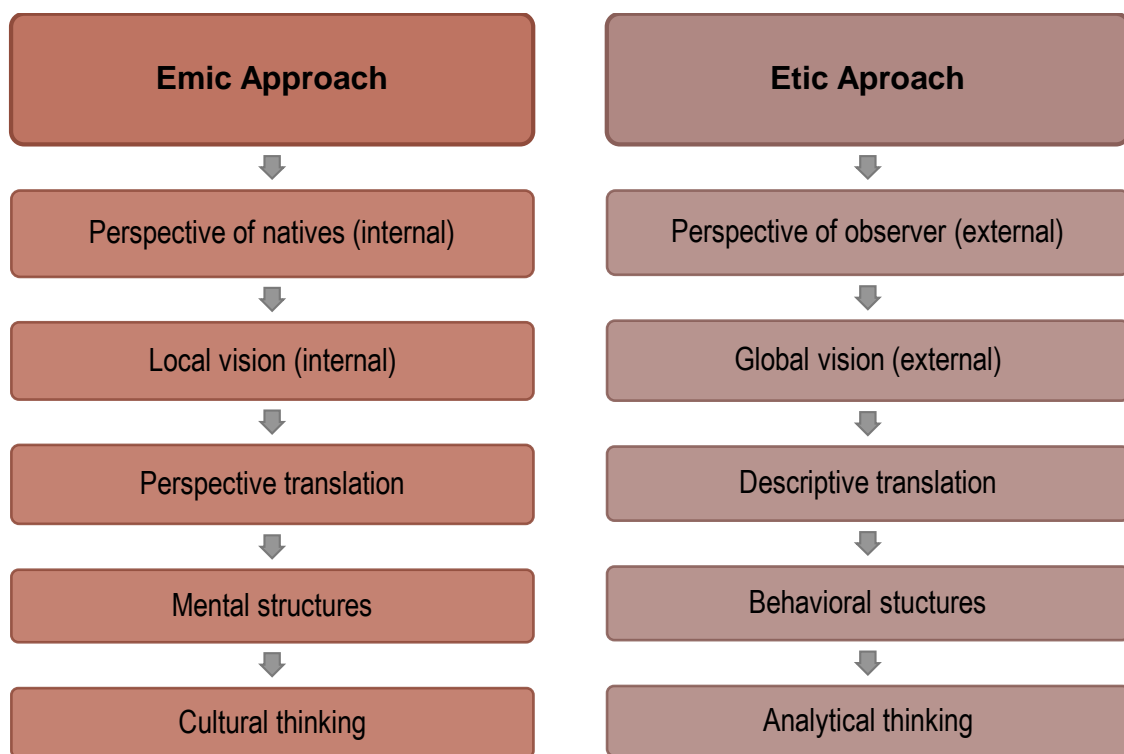 Emic Approach
Perspective of natives (internal)
Local vision (internal)
Perspective translation
Mental structures
Cultural thinking
Etic Aproach
Perspective of observer (external)
Global vision (external)
Descriptive translation
Behavioral stuctures
Analytical thinking